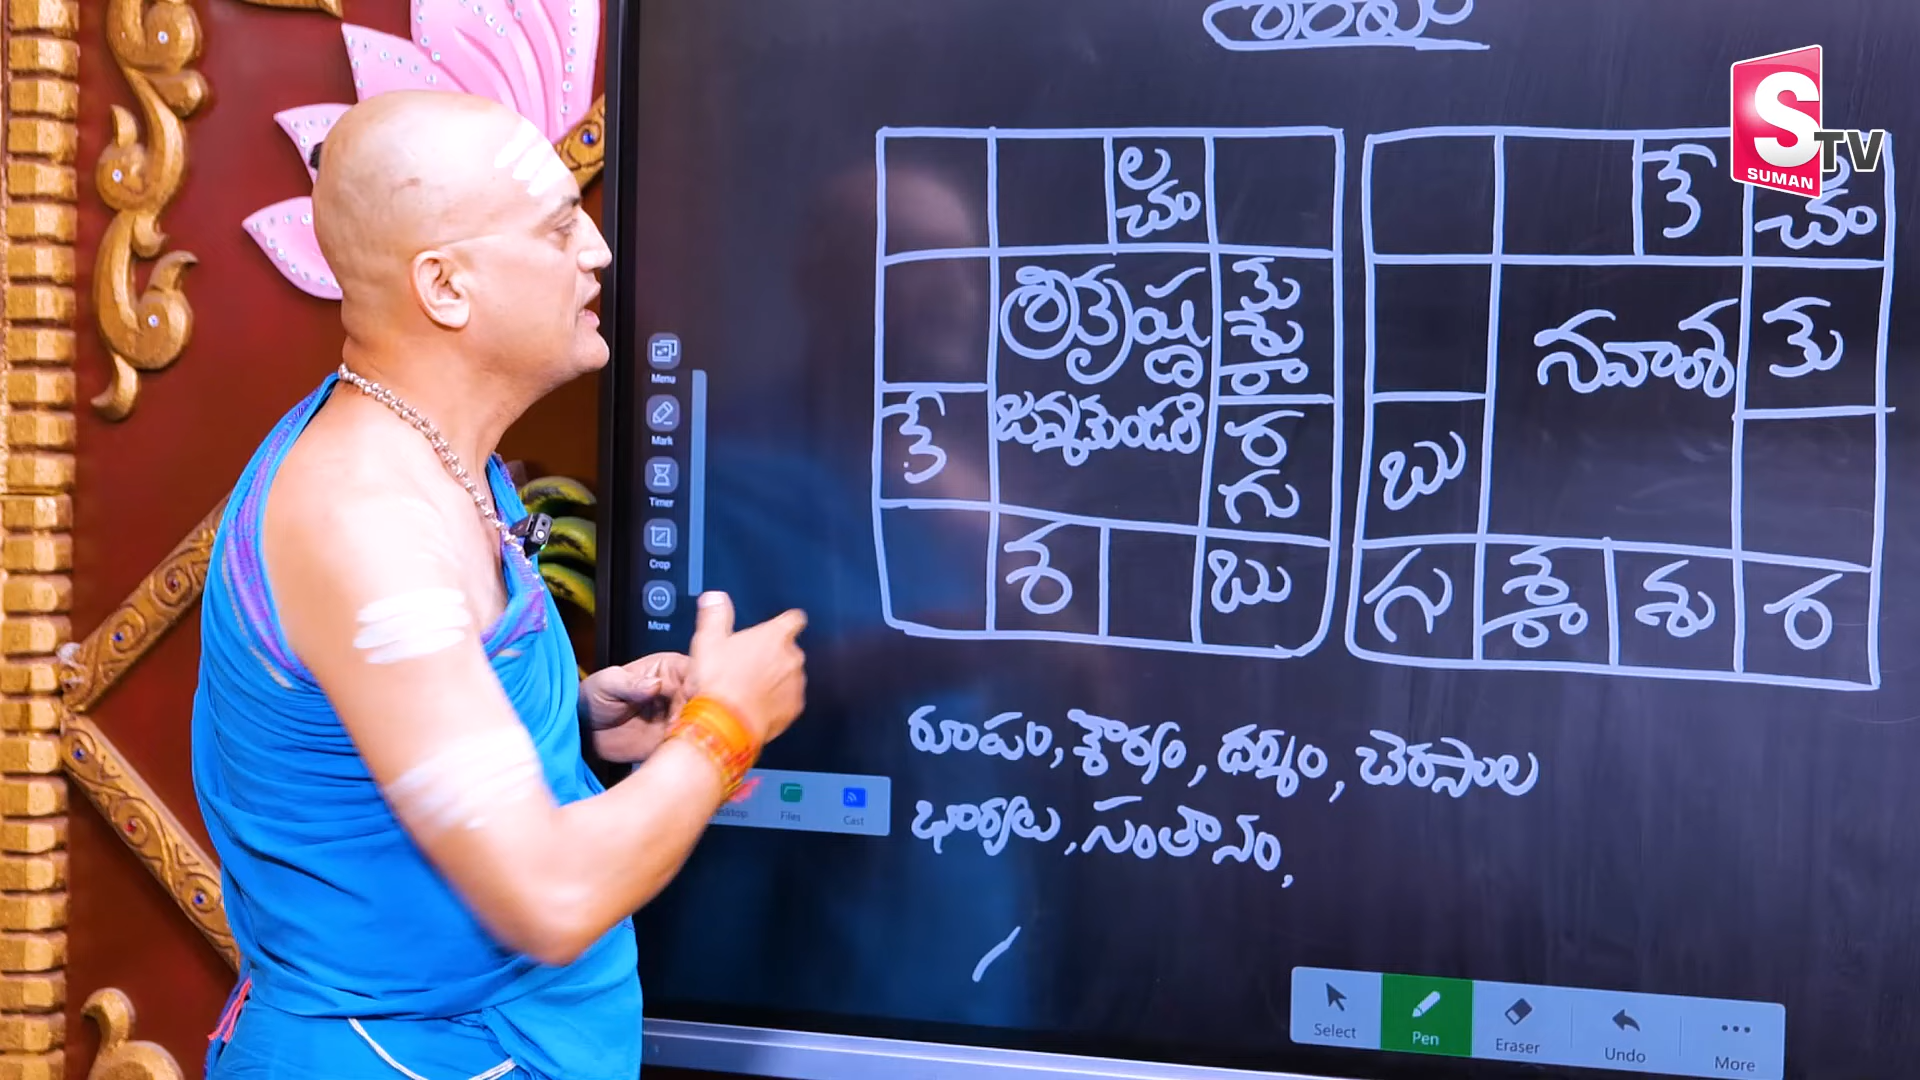 S
TV
SUMAN
ల
చం
కే
చం
శ్రీకృష్ణ
జన్మకుండలి
కు
శు
రా
కే
ర
గు
శ
బు
నవాంశ
కు
బు
గు
శ
రా
శు
ర
రూపం, శౌర్యం, ధర్మం, చెరసాల
భార్యలు, సంతానం,
Menu
Mark
Timer
Crop
More
Files
Cast
Select
Pen
Eraser
Undo
More